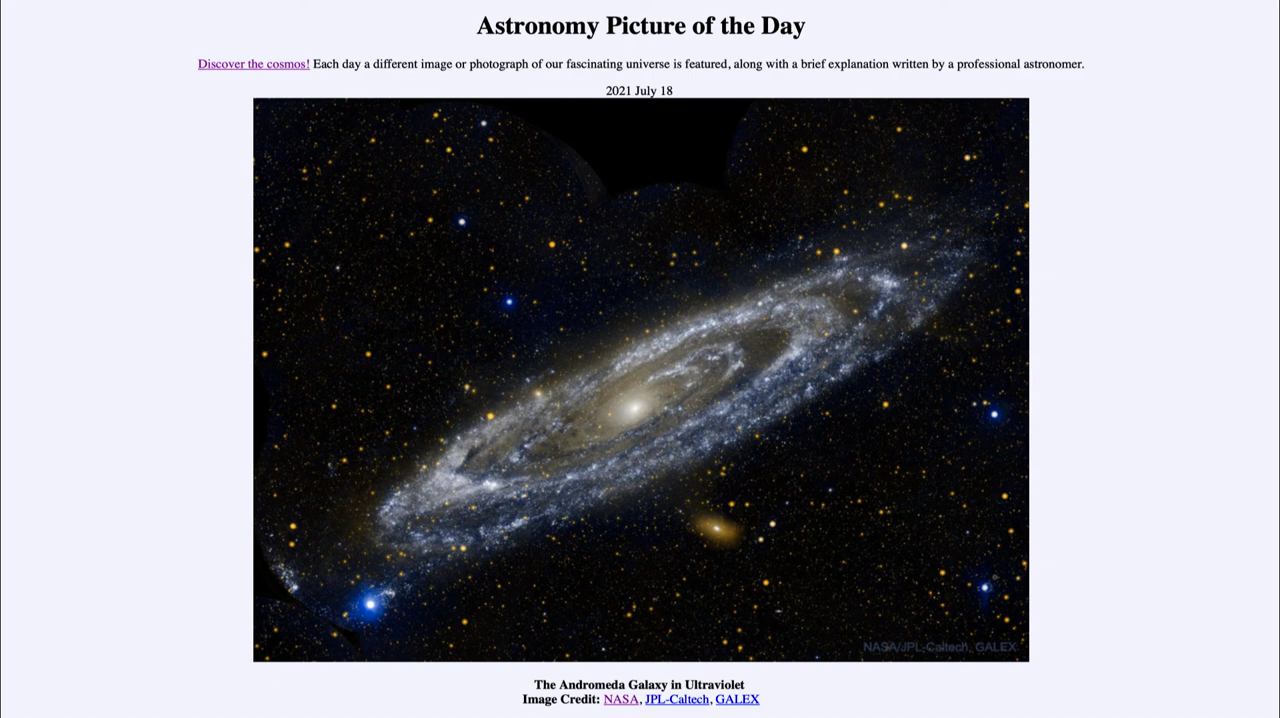 Astronomy Picture of the Day
Discover the cosmos! Each day a different image or photograph of our fascinating universe is featured, along with a brief explanation written by a professional astronomer.
2021 July 18
NASA/JPL-Caltech, GALEX
The Andromeda Galaxy in Ultraviolet
Image Credit: NASA, JPL-Caltech, GALEX